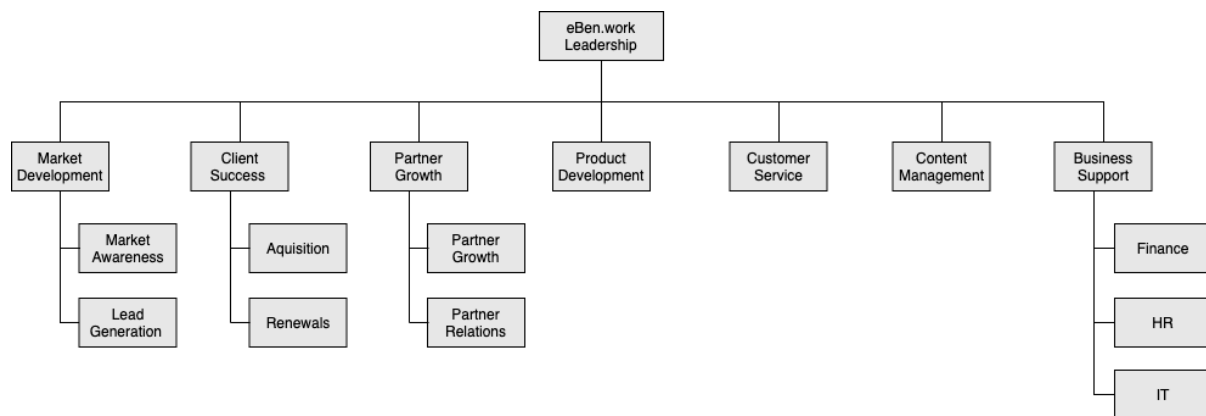 eBen.work
Leadership
Market
Development
Client
Success
Partner
Growth
Product
Development
Customer
Service
Content
Management
Business
Support
Market
Awareness
Aquisition
Partner
Growth
Finance
Lead
Generation
Renewals
Partner
Relations
HR
IT